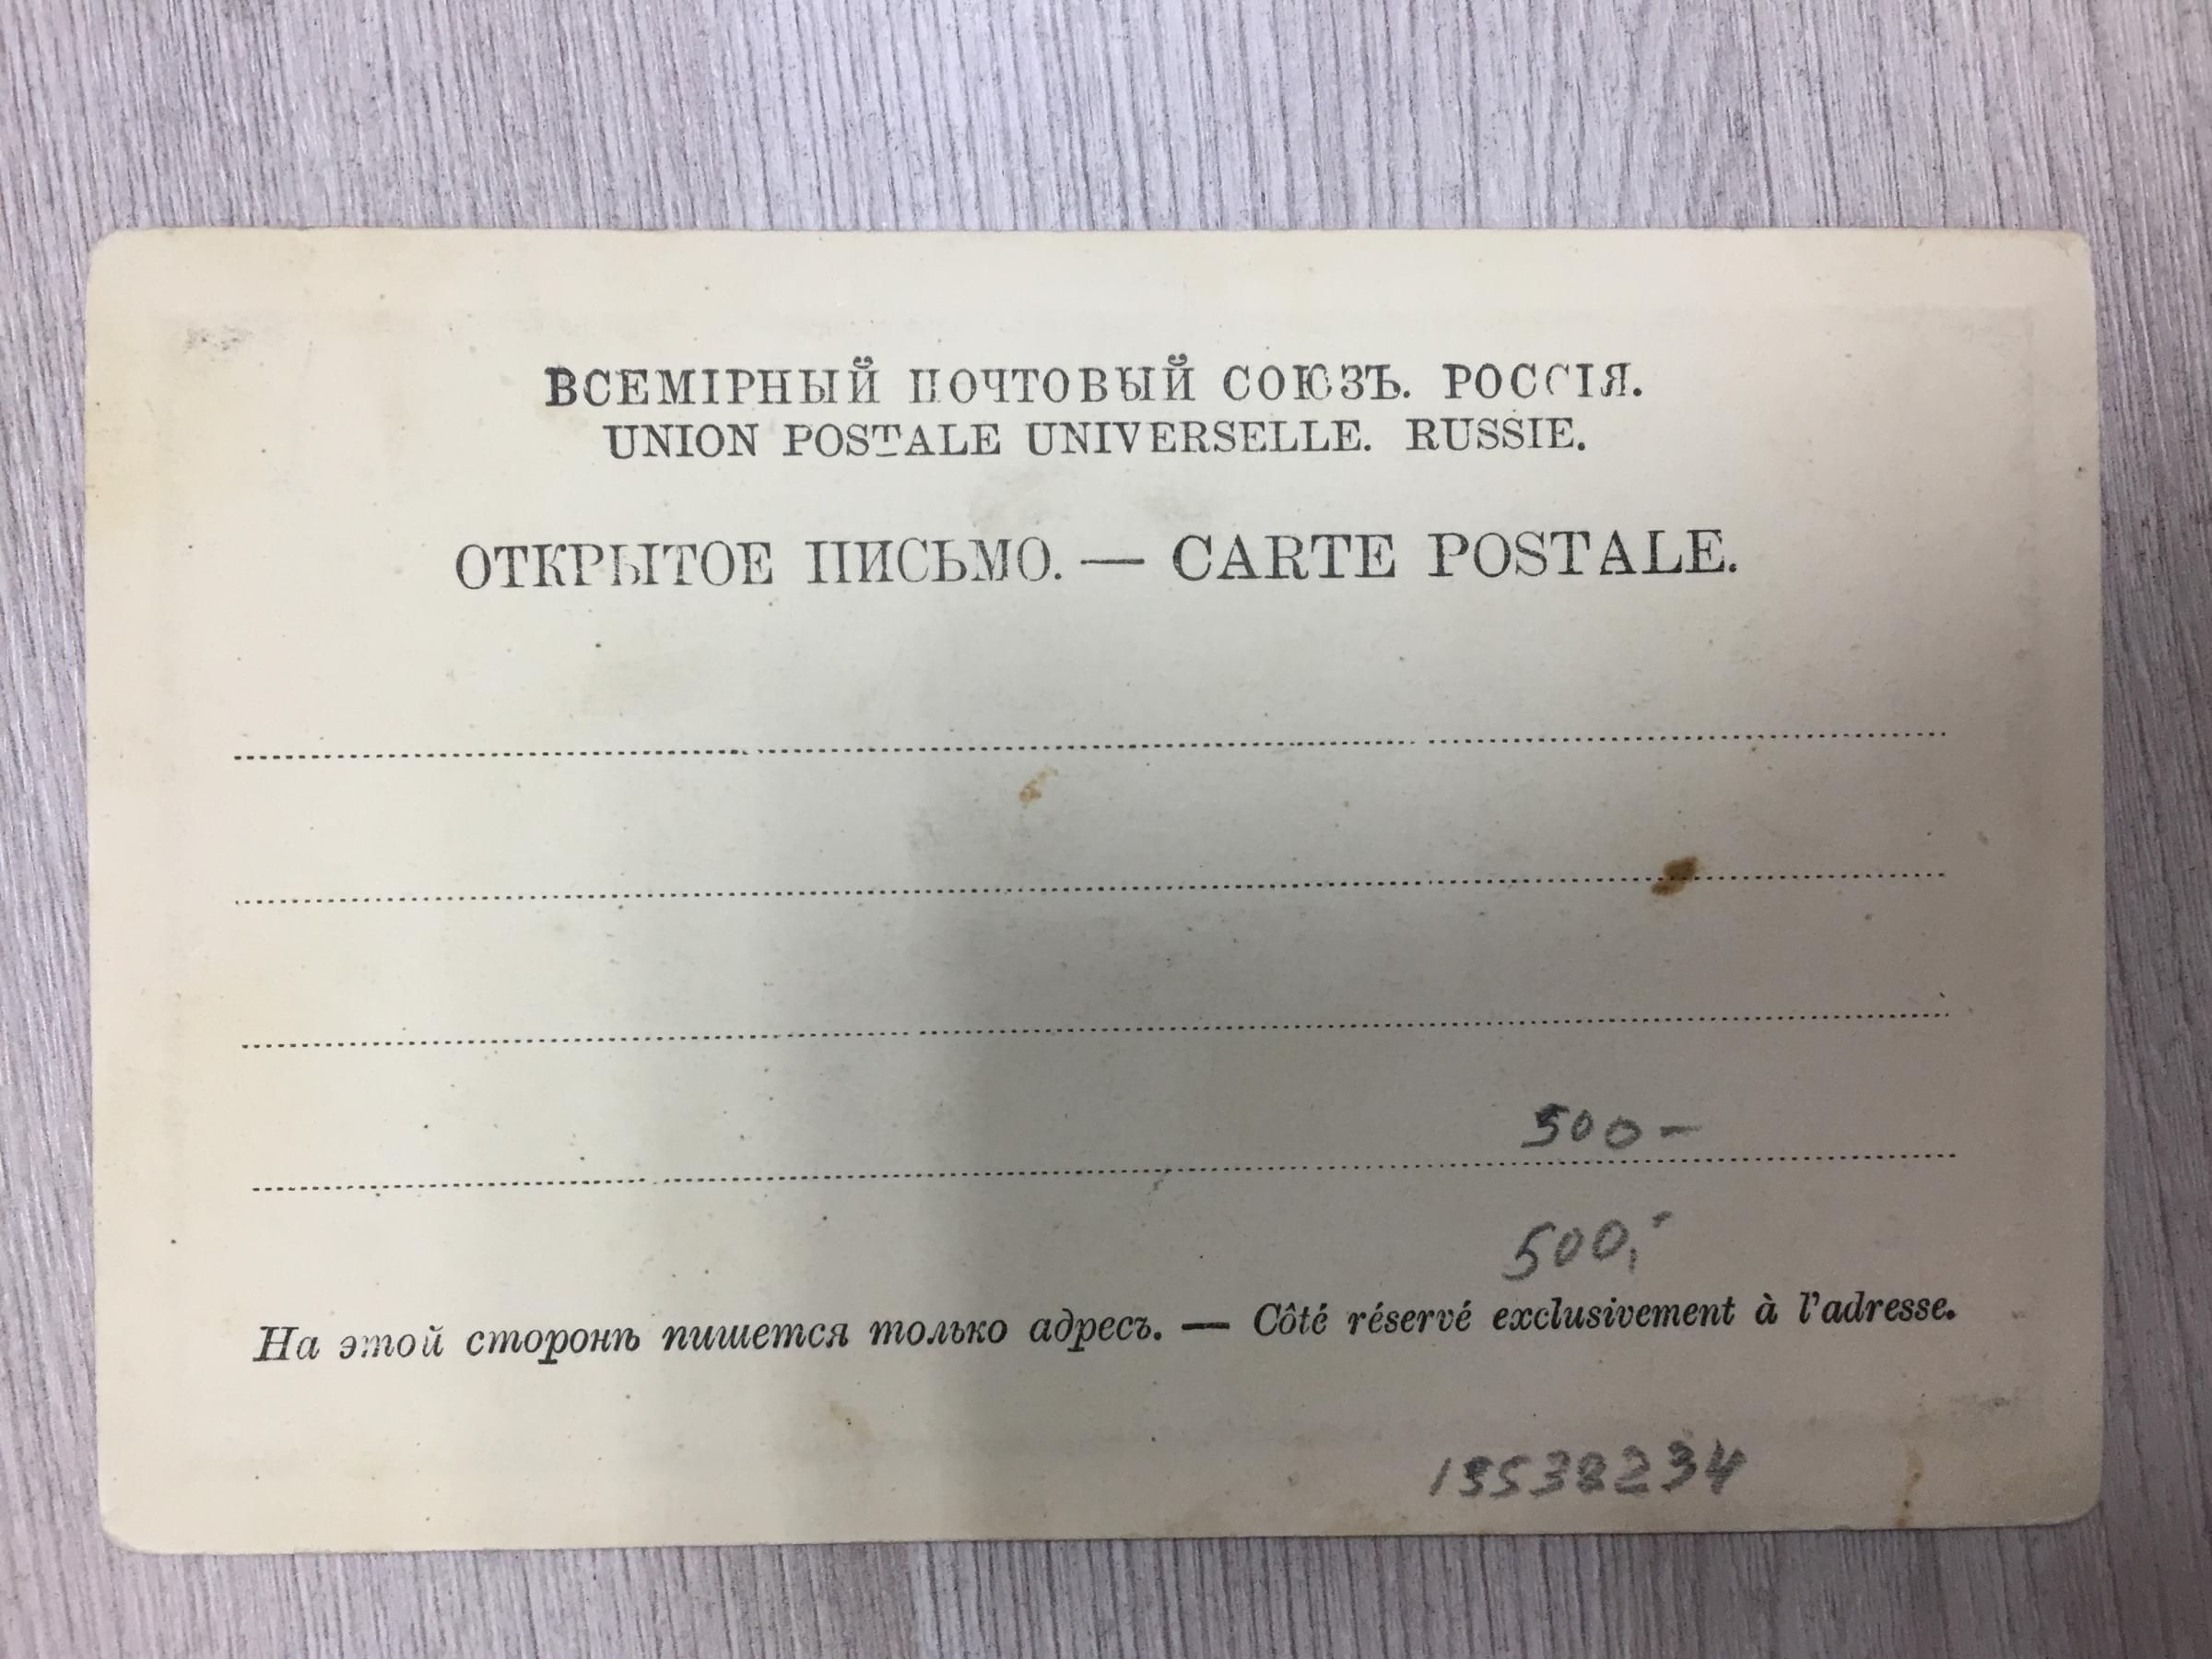 ВСЕМІРНЫЙ ПОЧТОВЫЙ СОЮЗЪ. РОССІЯ.
UNION POSTALE UNIVERSELLE. RUSSIE.
ОТКРЫТОЕ ПИСЬМО. — CARTE POSTALE.
500 –
500,-
На этой сторонѣ пишется только адресъ. — Côté réservé exclusivement à l'adresse.
13538234